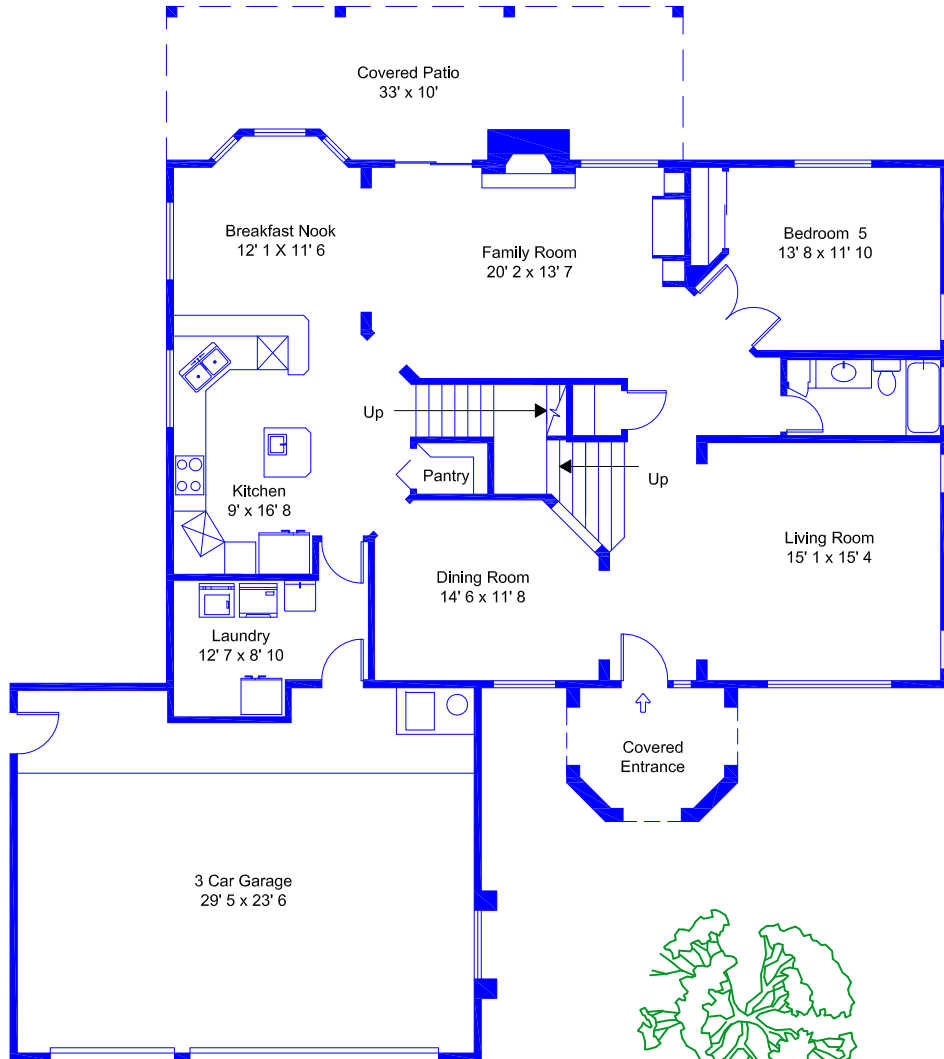 Covered Patio
33' x 10'
Breakfast Nook
12' 1 X 11' 6
Family Room
20' 2 x 13' 7
Bedroom 5
13' 8 x 11' 10
Up
Pantry
Up
Kitchen
9' x 16' 8
Living Room
15' 1 x 15' 4
Dining Room
14' 6 x 11' 8
Laundry
12' 7 x 8' 10
Covered
Entrance
3 Car Garage
29' 5 x 23' 6